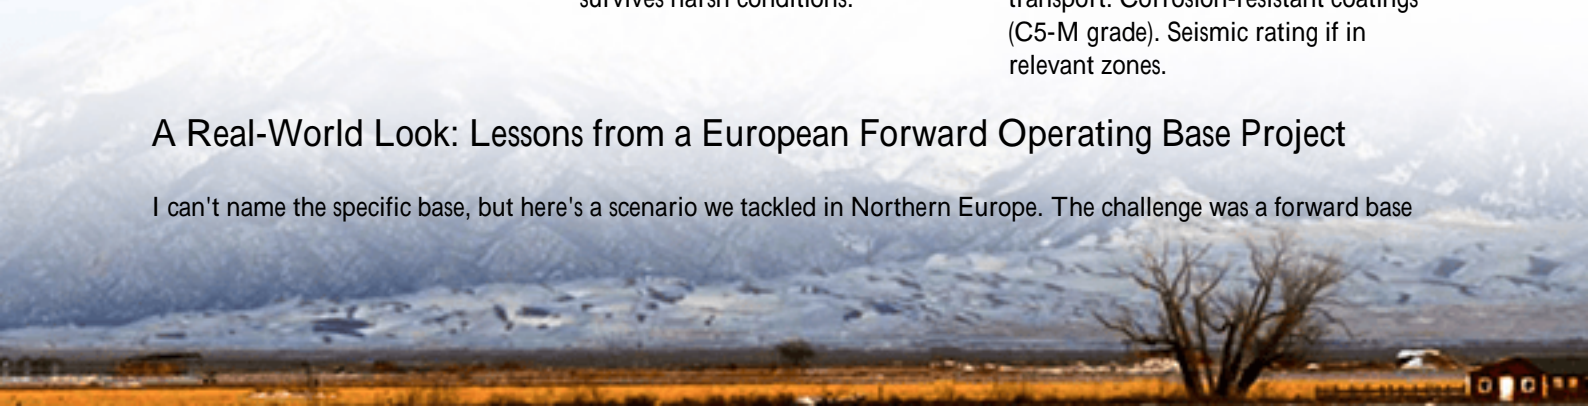 survives harsh conditions.
transport. Corrosion-resistant coatings
(C5-M grade). Seismic rating if in
relevant zones.
A Real-World Look: Lessons from a European Forward Operating Base Project
I can't name the specific base, but here's a scenario we tackled in Northern Europe. The challenge was a forward base